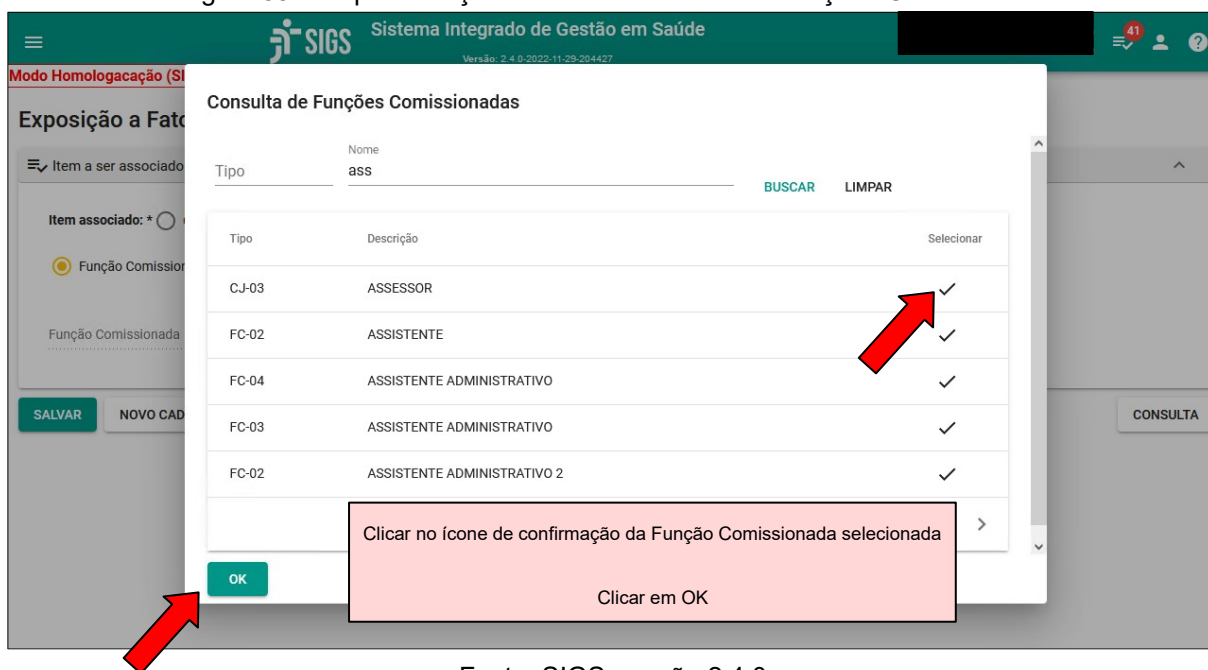 SIGS
Sistema Integrado de Gestão em Saúde
41
Versão: 2.4.0-2022-11-29-204427
Modo Homologacação (SI
Consulta de Funções Comissionadas
Exposição a Fato
Item a ser associado
Tipo
Nome
ass
BUSCAR LIMPAR
Item associado: *
Tipo Descrição Selecionar
Função Comission
CJ-03 ASSESSOR
Função Comissionada
FC-02 ASSISTENTE
FC-04 ASSISTENTE ADMINISTRATIVO
SALVAR NOVO CAD
CONSULTA
FC-03 ASSISTENTE ADMINISTRATIVO
FC-02 ASSISTENTE ADMINISTRATIVO 2
Clicar no ícone de confirmação da Função Comissionada selecionada
Clicar em OK
OK